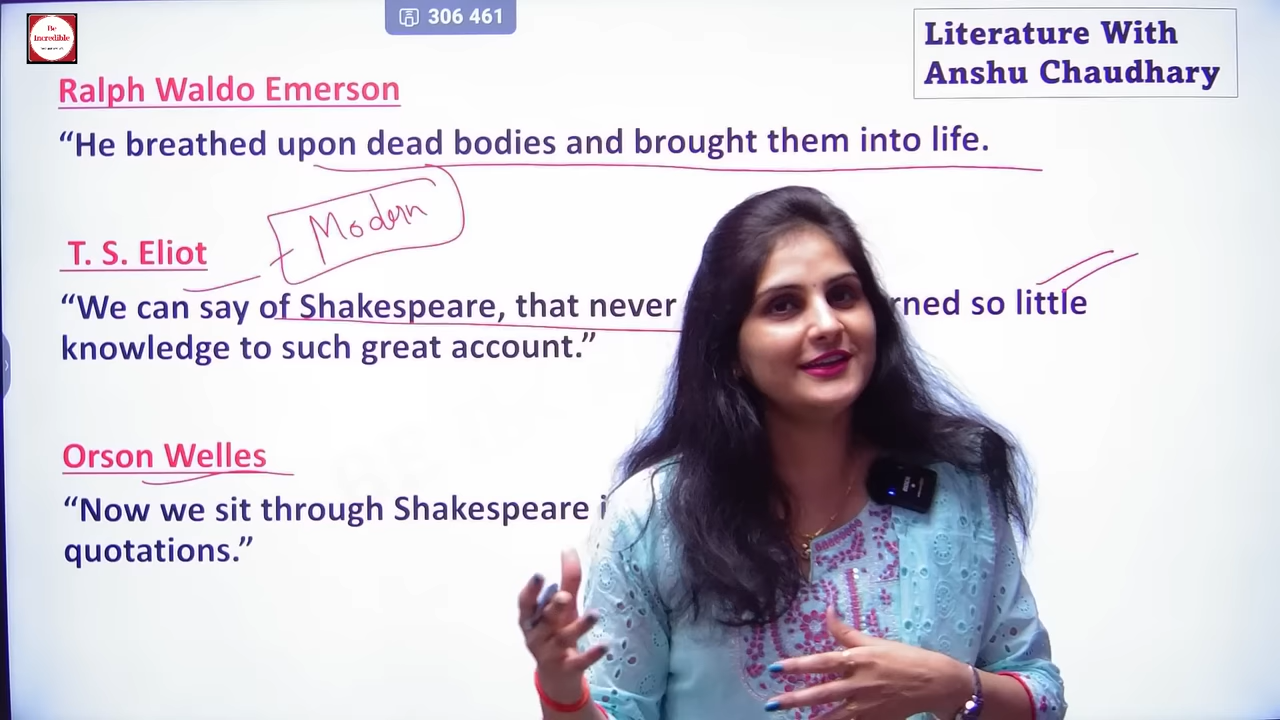 Be
Incredible
306 461
Literature With
Anshu Chaudhary
Ralph Waldo Emerson
“He breathed upon dead bodies and brought them into life.
Modern
T. S. Eliot
“We can say of Shakespeare, that never rned so little
knowledge to such great account.”
Orson Welles
“Now we sit through Shakespeare i
quotations.”